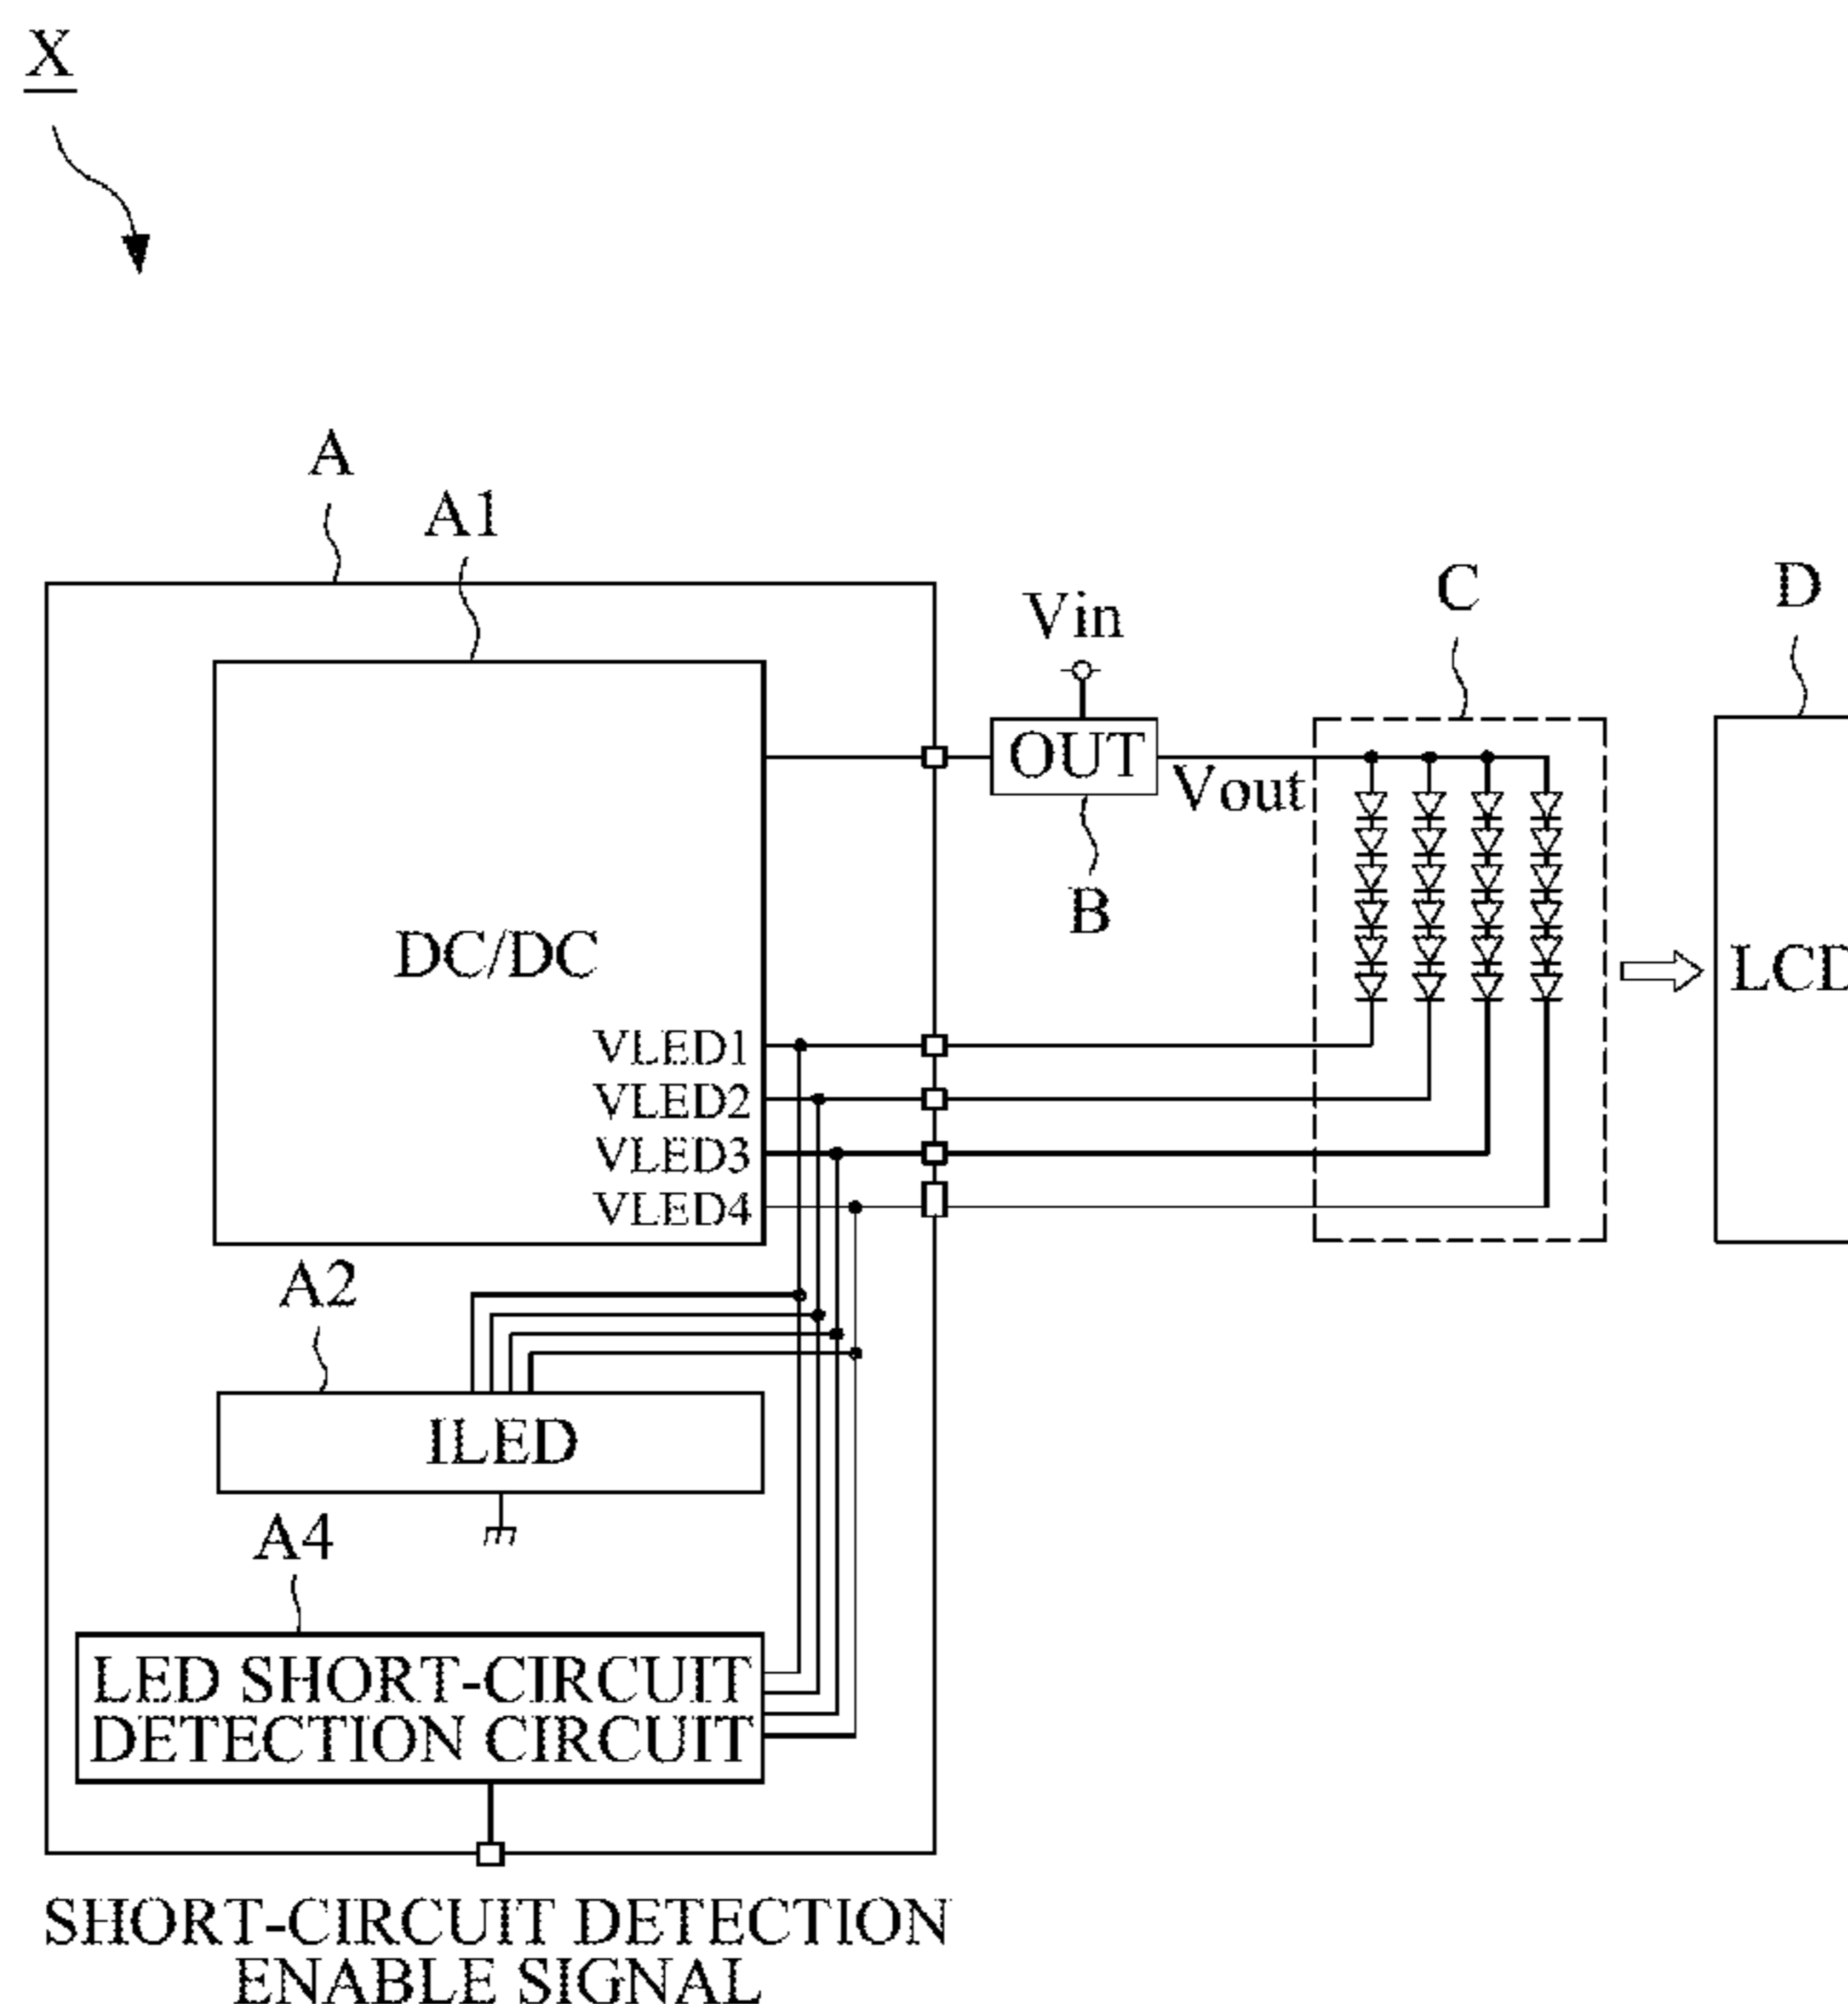 X
A
A1
C
D
Vin
OUT
Vout
B
DC/DC
LCD
VLED1
VLED2
VLED3
VLED4
A2
ILED
A4
LED SHORT-CIRCUIT
DETECTION CIRCUIT
SHORT-CIRCUIT DETECTION
ENABLE SIGNAL